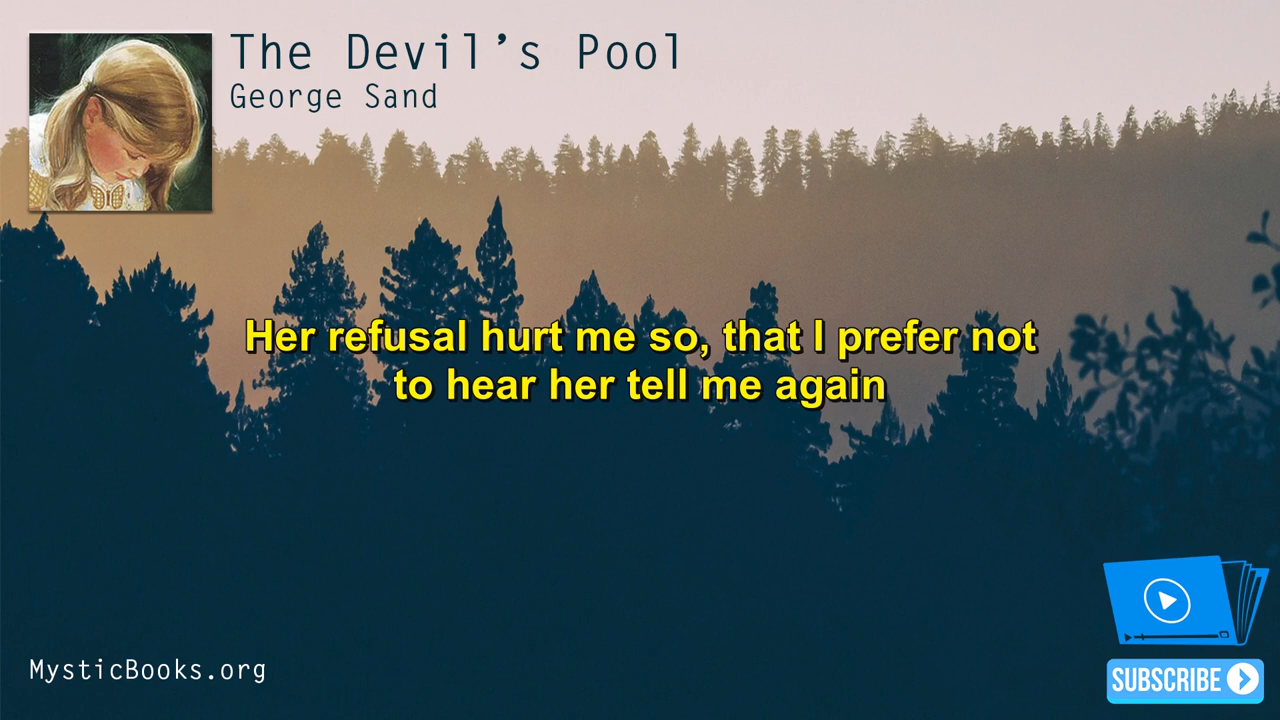 The Devil's Pool
George Sand
Her refusal hurt me so, that I prefer not
to hear her tell me again
MysticBooks.org
SUBSCRIBE